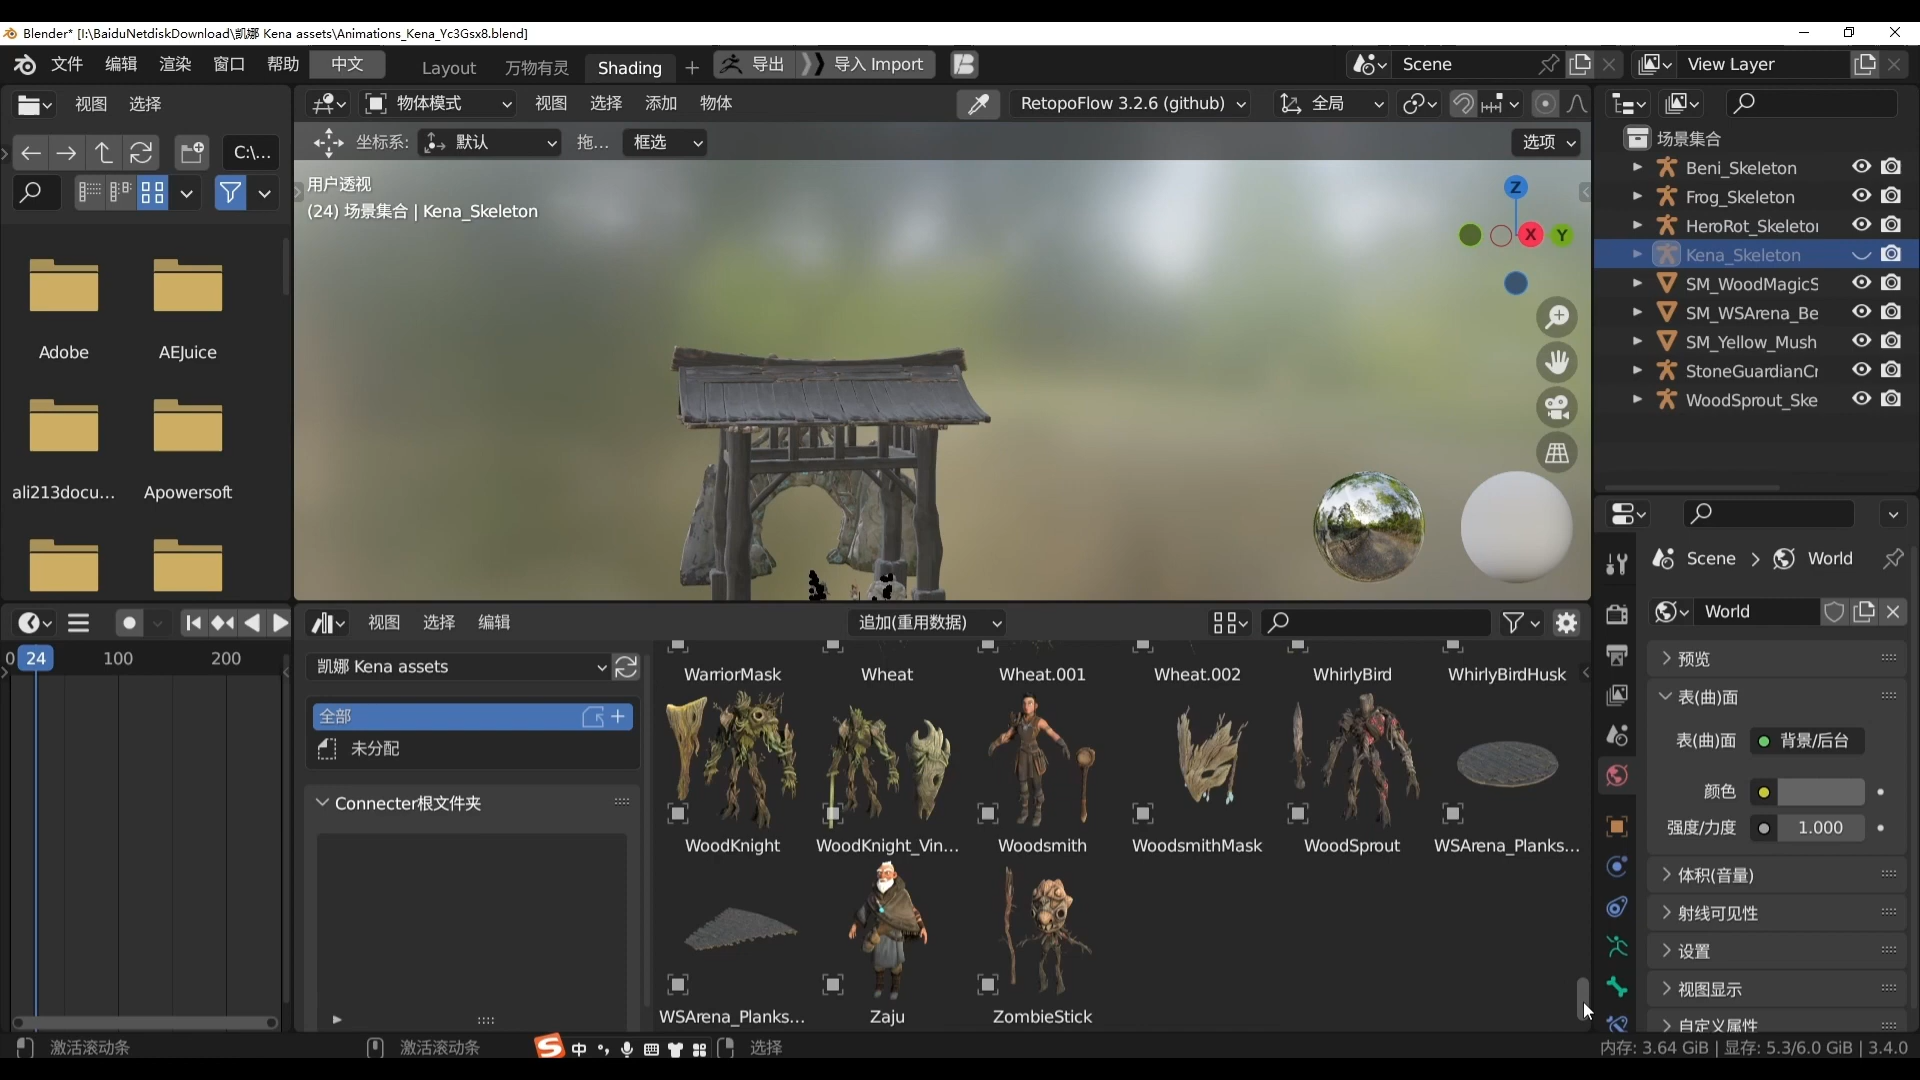 Blender* [I:\BaiduNetdiskDownload\凯娜 Kena assets\Animations_Kena_Yc3Gsx8.blend]
文件 编辑 渲染 窗口 帮助 中文 Layout 万物有灵 Shading + 导出 导入 Import Scene View Layer
视图 选择
物体模式 视图 选择 添加 物体 RetopoFlow 3.2.6 (github) 全局
C:\...
坐标系: 默认 拖... 框选 选项
用户透视
(24) 场景集合 | Kena_Skeleton
Z
X
Y
Adobe AEJuice
ali213docu... Apowersoft
场景集合
Beni_Skeleton
Frog_Skeleton
HeroRot_Skeletor
Kena_Skeleton
SM_WoodMagicS
SM_WSArena_Be
SM_Yellow_Mush
StoneGuardianCr
WoodSprout_Ske
Scene > World
World
预览
表(曲)面
表(曲)面 背景/后台
颜色
强度/力度 1.000
体积(音量)
射线可见性
设置
视图显示
自定义属性
0 24 100 200
视图 选择 编辑 追加(重用数据)
凯娜 Kena assets
全部
未分配
Connecter根文件夹
WarriorMask Wheat Wheat.001 Wheat.002 WhirlyBird WhirlyBirdHusk
WoodKnight WoodKnight_Vin... Woodsmith WoodsmithMask WoodSprout WSArena_Planks...
WSArena_Planks... Zaju ZombieStick
激活滚动条 激活滚动条 中 选择 内存: 3.64 GiB | 显存: 5.3/6.0 GiB | 3.4.0